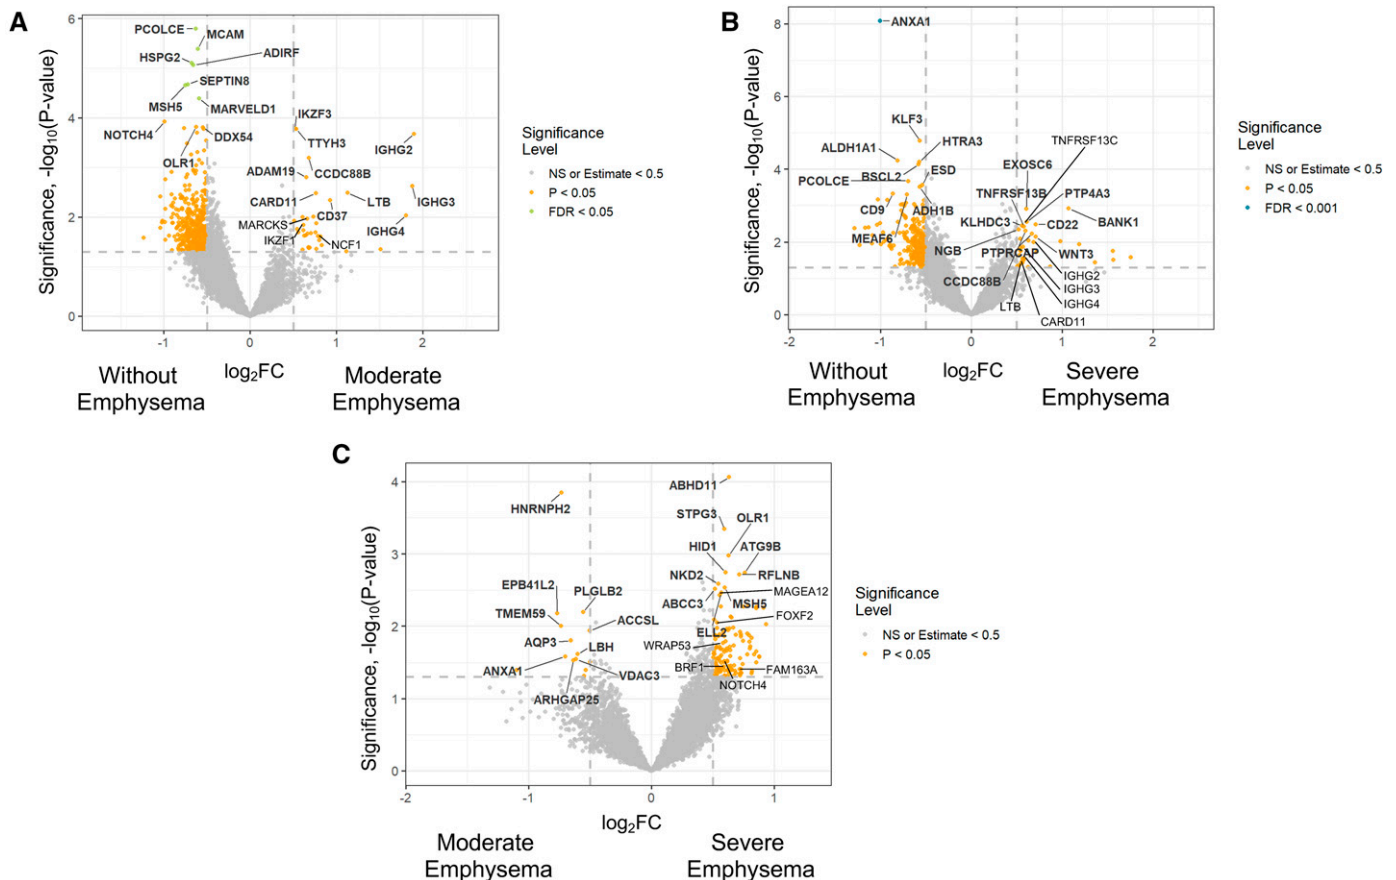 A
Significance, -log10(P-value)
6
4
2
0
PCOLCE
MCAM
HSPG2
ADIRF
SEPTIN8
MSH5
MARVELD1
NOTCH4
DDX54
OLR1
IKZF3
TTYH3
IGHG2
ADAM19
CCDC88B
CARD11
LTB
IGHG3
CD37
MARCKS
IGHG4
IKZF1
NCF1
-1
0
1
2
log2FC
Without
Emphysema
Moderate
Emphysema
Significance
Level
NS or Estimate < 0.5
P < 0.05
FDR < 0.05
B
Significance, -log10(P-value)
8
6
4
2
0
ANXA1
KLF3
ALDH1A1
HTRA3
TNFRSF13C
EXOSC6
PCOLCE
BSCL2
ESD
TNFRSF13B
PTP4A3
CD9
ADH1B
KLHDC3
CD22
BANK1
MEAF6
NGB
PTPRCAP
WNT3
CCDC88B
IGHG2
IGHG3
LTB
IGHG4
CARD11
-2
-1
0
1
2
log2FC
Without
Emphysema
Severe
Emphysema
Significance
Level
NS or Estimate < 0.5
P < 0.05
FDR < 0.001
C
Significance, -log10(P-value)
4
3
2
1
0
HNRNPH2
ABHD11
STPG3
OLR1
HID1
ATG9B
EPB41L2
PLGLB2
NKD2
RFLNB
MAGEA12
TMEM59
ACCSL
ABCC3
MSH5
FOXF2
AQP3
LBH
ELL2
WRAP53
ANXA1
VDAC3
BRF1
FAM163A
NOTCH4
ARHGAP25
-2
-1
0
1
log2FC
Moderate
Emphysema
Severe
Emphysema
Significance
Level
NS or Estimate < 0.5
P < 0.05